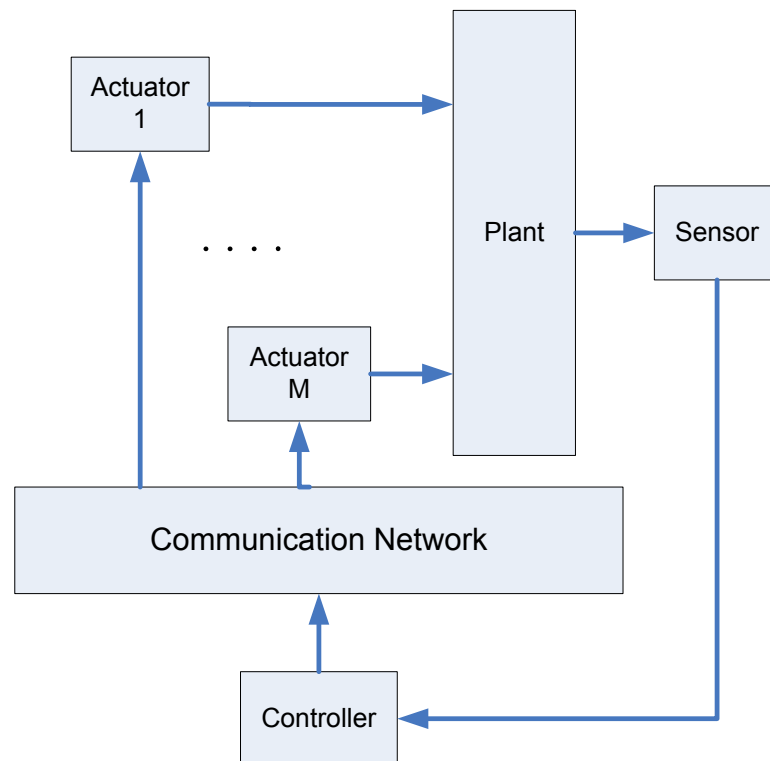 Actuator
1
Plant
Sensor
. . . .
Actuator
M
Communication Network
Controller